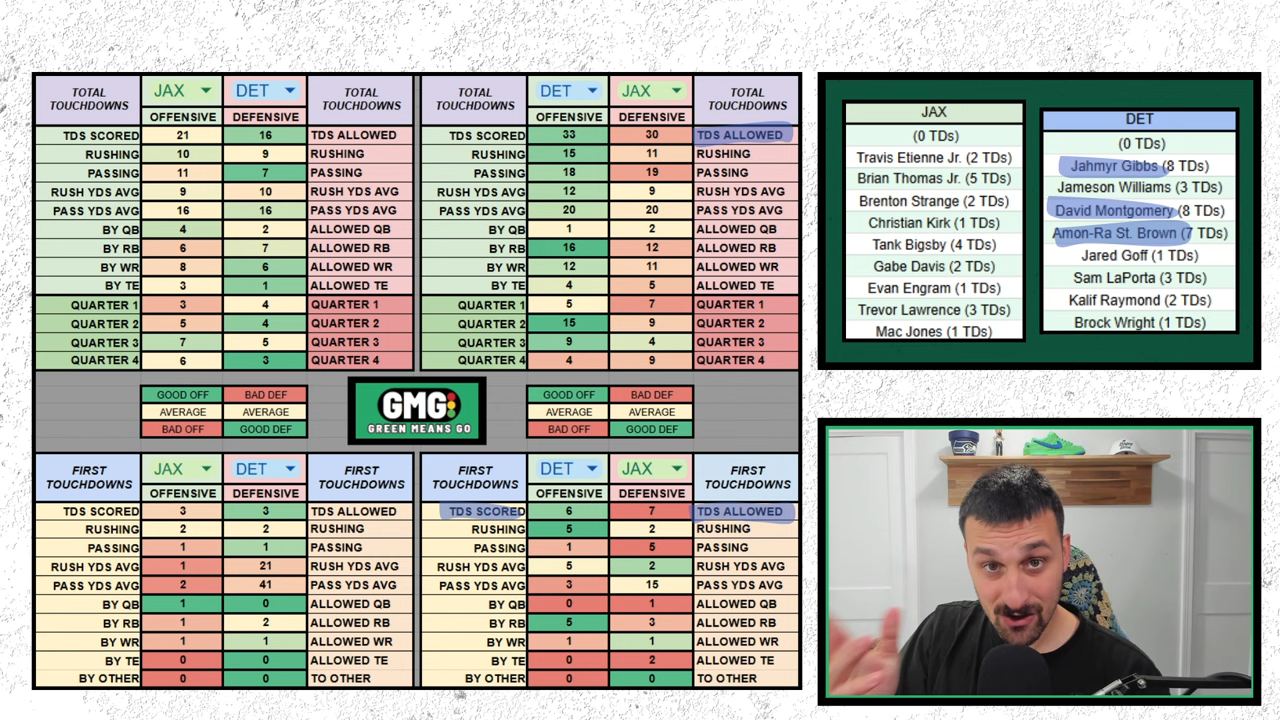 TOTAL TOUCHDOWNS JAX DET TOTAL TOUCHDOWNS
OFFENSIVE DEFENSIVE
TDS SCORED 21 16 TDS ALLOWED
RUSHING 10 9 RUSHING
PASSING 11 7 PASSING
RUSH YDS AVG 9 10 RUSH YDS AVG
PASS YDS AVG 16 16 PASS YDS AVG
BY QB 4 2 ALLOWED QB
BY RB 6 7 ALLOWED RB
BY WR 8 6 ALLOWED WR
BY TE 3 1 ALLOWED TE
QUARTER 1 3 4 QUARTER 1
QUARTER 2 5 4 QUARTER 2
QUARTER 3 7 5 QUARTER 3
QUARTER 4 6 3 QUARTER 4
TOTAL TOUCHDOWNS DET JAX TOTAL TOUCHDOWNS
OFFENSIVE DEFENSIVE
TDS SCORED 33 30 TDS ALLOWED
RUSHING 15 11 RUSHING
PASSING 18 19 PASSING
RUSH YDS AVG 12 9 RUSH YDS AVG
PASS YDS AVG 20 20 PASS YDS AVG
BY QB 1 2 ALLOWED QB
BY RB 16 12 ALLOWED RB
BY WR 12 11 ALLOWED WR
BY TE 4 5 ALLOWED TE
QUARTER 1 5 7 QUARTER 1
QUARTER 2 15 9 QUARTER 2
QUARTER 3 9 4 QUARTER 3
QUARTER 4 4 9 QUARTER 4
JAX
(0 TDs)
Travis Etienne Jr. (2 TDs)
Brian Thomas Jr. (5 TDs)
Brenton Strange (2 TDs)
Christian Kirk (1 TDs)
Tank Bigsby (4 TDs)
Gabe Davis (2 TDs)
Evan Engram (1 TDs)
Trevor Lawrence (3 TDs)
Mac Jones (1 TDs)
DET
(0 TDs)
Jahmyr Gibbs (8 TDs)
Jameson Williams (3 TDs)
David Montgomery (8 TDs)
Amon-Ra St. Brown (7 TDs)
Jared Goff (1 TDs)
Sam LaPorta (3 TDs)
Kalif Raymond (2 TDs)
Brock Wright (1 TDs)
GOOD OFF BAD DEF
AVERAGE AVERAGE
BAD OFF GOOD DEF
GMG
GREEN MEANS GO
GOOD OFF BAD DEF
AVERAGE AVERAGE
BAD OFF GOOD DEF
FIRST TOUCHDOWNS JAX DET FIRST TOUCHDOWNS
OFFENSIVE DEFENSIVE
TDS SCORED 3 3 TDS ALLOWED
RUSHING 2 2 RUSHING
PASSING 1 1 PASSING
RUSH YDS AVG 1 21 RUSH YDS AVG
PASS YDS AVG 2 41 PASS YDS AVG
BY QB 1 0 ALLOWED QB
BY RB 1 2 ALLOWED RB
BY WR 1 1 ALLOWED WR
BY TE 0 0 ALLOWED TE
BY OTHER 0 0 TO OTHER
FIRST TOUCHDOWNS DET JAX FIRST TOUCHDOWNS
OFFENSIVE DEFENSIVE
TDS SCORED 6 7 TDS ALLOWED
RUSHING 5 2 RUSHING
PASSING 1 5 PASSING
RUSH YDS AVG 5 2 RUSH YDS AVG
PASS YDS AVG 3 15 PASS YDS AVG
BY QB 0 1 ALLOWED QB
BY RB 5 3 ALLOWED RB
BY WR 1 1 ALLOWED WR
BY TE 0 2 ALLOWED TE
BY OTHER 0 0 TO OTHER